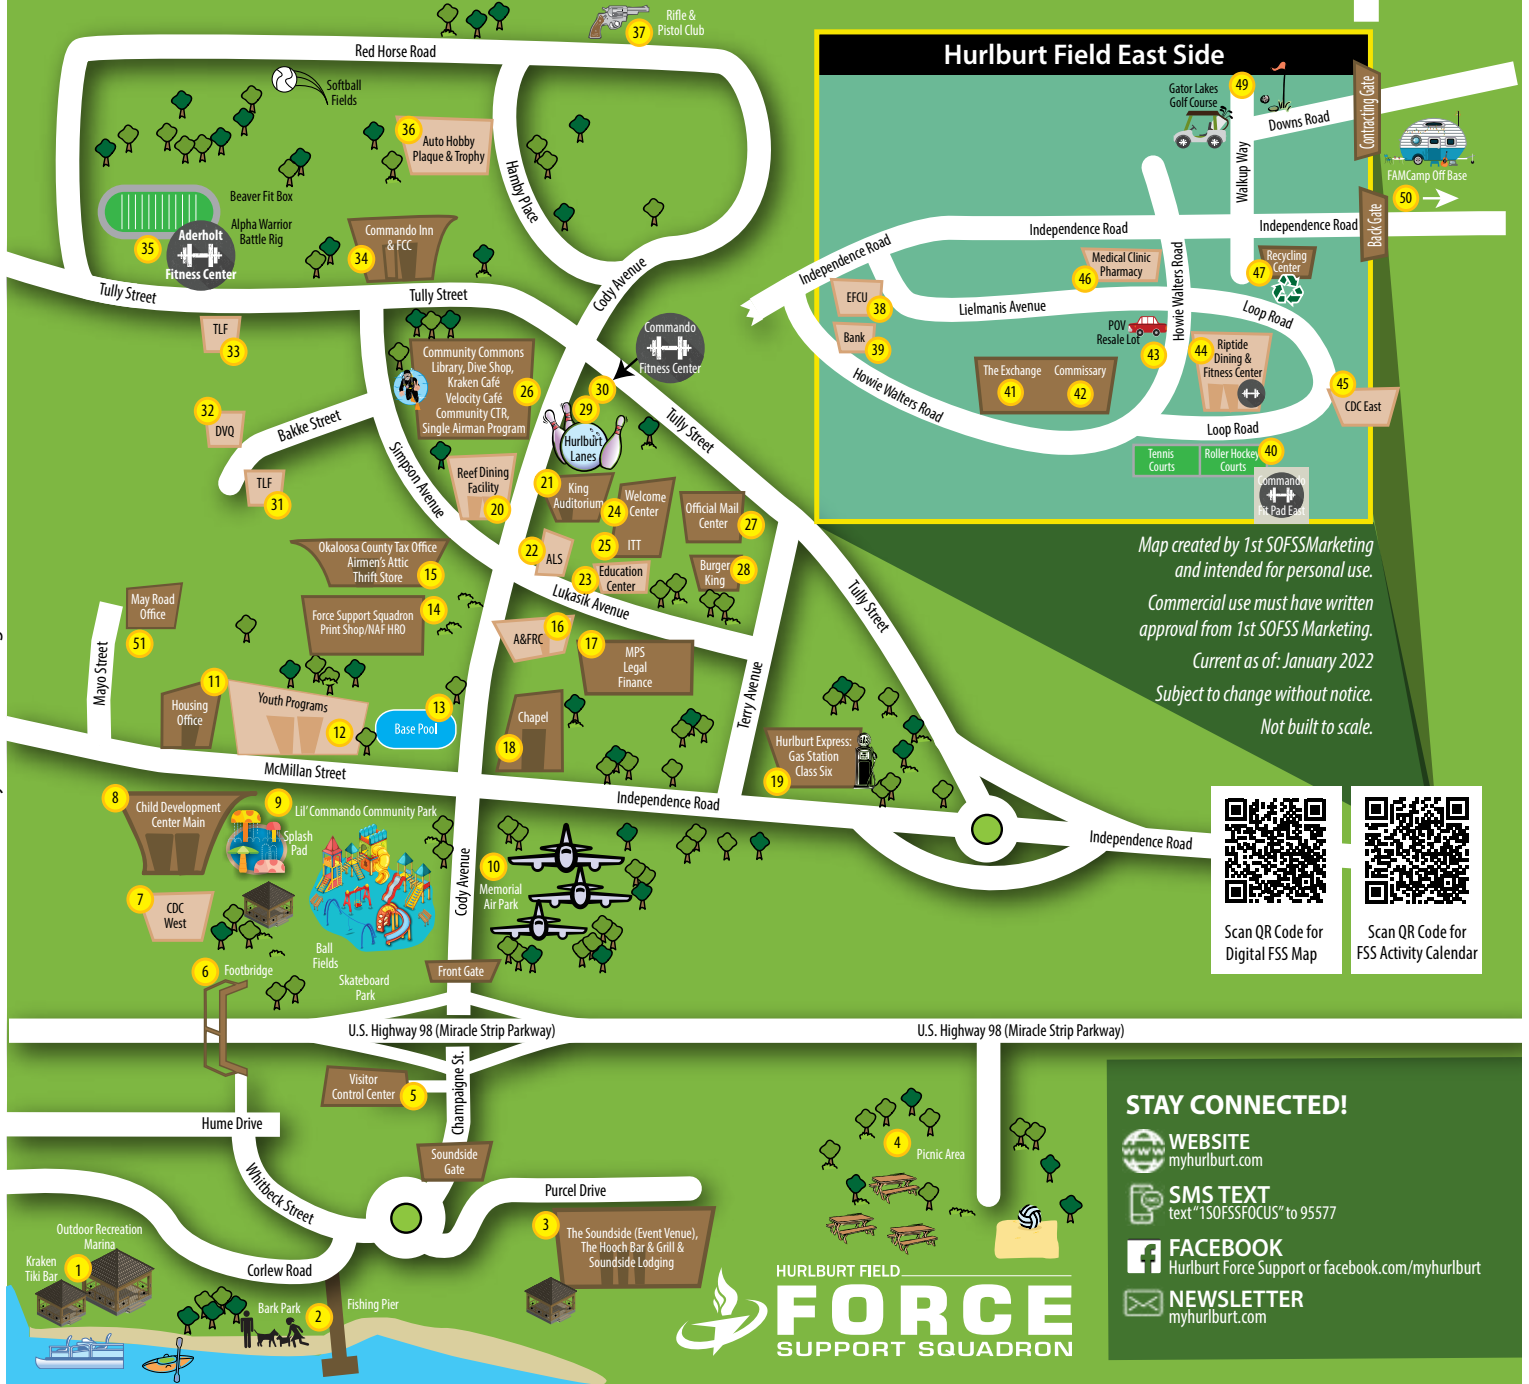 37
Rifle &
Pistol Club
Red Horse Road
Softball
Fields
36
Auto Hobby
Plaque & Trophy
Hamby Place
Beaver Fit Box
Alpha Warrior
Battle Rig
35
Aderholt
Fitness Center
Commando Inn
& FCC
34
Cody Avenue
Tully Street
Tully Street
TLF
33
Commando
Fitness Center
Community Commons
Library, Dive Shop,
Kraken Café
Velocity Café
Community CTR,
Single Airman Program
26
30
29
Hurlburt
Lanes
Tully Street
32
DVQ
Bakke Street
Simpson Avenue
TLF
31
Reef Dining
Facility
20
21
King
Auditorium
24
Welcome
Center
25
ITT
Official Mail
Center
27
22
ALS
23
Education
Center
Burger
King
28
Lukasik Avenue
Okaloosa County Tax Office
Airmen's Attic
Thrift Store
15
May Road
Office
51
Force Support Squadron
Print Shop/NAF HRO
14
16
A&FRC
17
MPS
Legal
Finance
Tully Street
Mayo Street
11
Housing
Office
Youth Programs
12
13
Base Pool
Chapel
18
Terry Avenue
Hurlburt Express:
Gas Station
Class Six
19
McMillan Street
Independence Road
Independence Road
8
Child Development
Center Main
9
Lil' Commando Community Park
Splash
Pad
7
CDC
West
Cody Avenue
10
Memorial
Air Park
Ball
Fields
Skateboard
Park
6
Footbridge
Front Gate
U.S. Highway 98 (Miracle Strip Parkway)
U.S. Highway 98 (Miracle Strip Parkway)
Visitor
Control Center
5
Champaigne St.
Hume Drive
Soundside
Gate
Whitbeck Street
Purcel Drive
4
Picnic Area
3
The Soundside (Event Venue),
The Hooch Bar & Grill &
Soundside Lodging
Outdoor Recreation
Marina
Kraken
Tiki Bar
1
Corlew Road
Bark Park
2
Fishing Pier
Hurlburt Field East Side
Gator Lakes
Golf Course
49
Downs Road
Contracting Gate
Walkup Way
FAMCamp Off Base
50
Back Gate
Independence Road
Independence Road
Independence Road
Medical Clinic
Pharmacy
46
Howie Walters Road
Recycling
Center
47
EFCU
38
Lielmanis Avenue
Loop Road
Bank
39
POV
Resale Lot
43
44
Riptide
Dining &
Fitness Center
The Exchange
41
Commissary
42
45
CDC East
Howie Walters Road
Loop Road
Tennis
Courts
Roller Hockey
Courts
40
Commando
Fit Pad East
Map created by 1st SOFSSMarketing
and intended for personal use.
Commercial use must have written
approval from 1st SOFSS Marketing.
Current as of: January 2022
Subject to change without notice.
Not built to scale.
Scan QR Code for
Digital FSS Map
Scan QR Code for
FSS Activity Calendar
STAY CONNECTED!
WWW
WEBSITE
myhurlburt.com
SMS TEXT
text "1SOFSSFOCUS" to 95577
f
FACEBOOK
Hurlburt Force Support or facebook.com/myhurlburt
NEWSLETTER
myhurlburt.com
HURLBURT FIELD
FORCE
SUPPORT SQUADRON